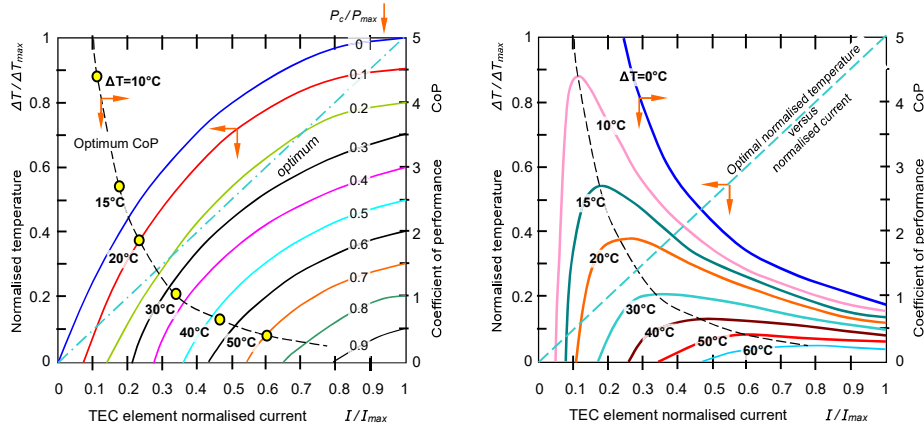 P_c/P_max
1
0.8
0.6
0.4
0.2
0
Normalised temperature ΔT/ΔT_max
0
0.1
0.2
0.3
0.4
0.5
0.6
0.7
0.8
0.9
ΔT=10°C
Optimum CoP
15°C
20°C
30°C
40°C
50°C
optimum
5
4
3
2
1
0
Coefficient of performance CoP
0 0.1 0.2 0.3 0.4 0.5 0.6 0.7 0.8 0.9 1
TEC element normalised current I/I_max
1
0.8
0.6
0.4
0.2
0
Normalised temperature ΔT/ΔT_max
ΔT=0°C
10°C
15°C
20°C
30°C
40°C
50°C
60°C
Optimal normalised temperature
versus
normalised current
5
4
3
2
1
0
Coefficient of performance CoP
0 0.1 0.2 0.3 0.4 0.5 0.6 0.7 0.8 0.9 1
TEC element normalised current I/I_max